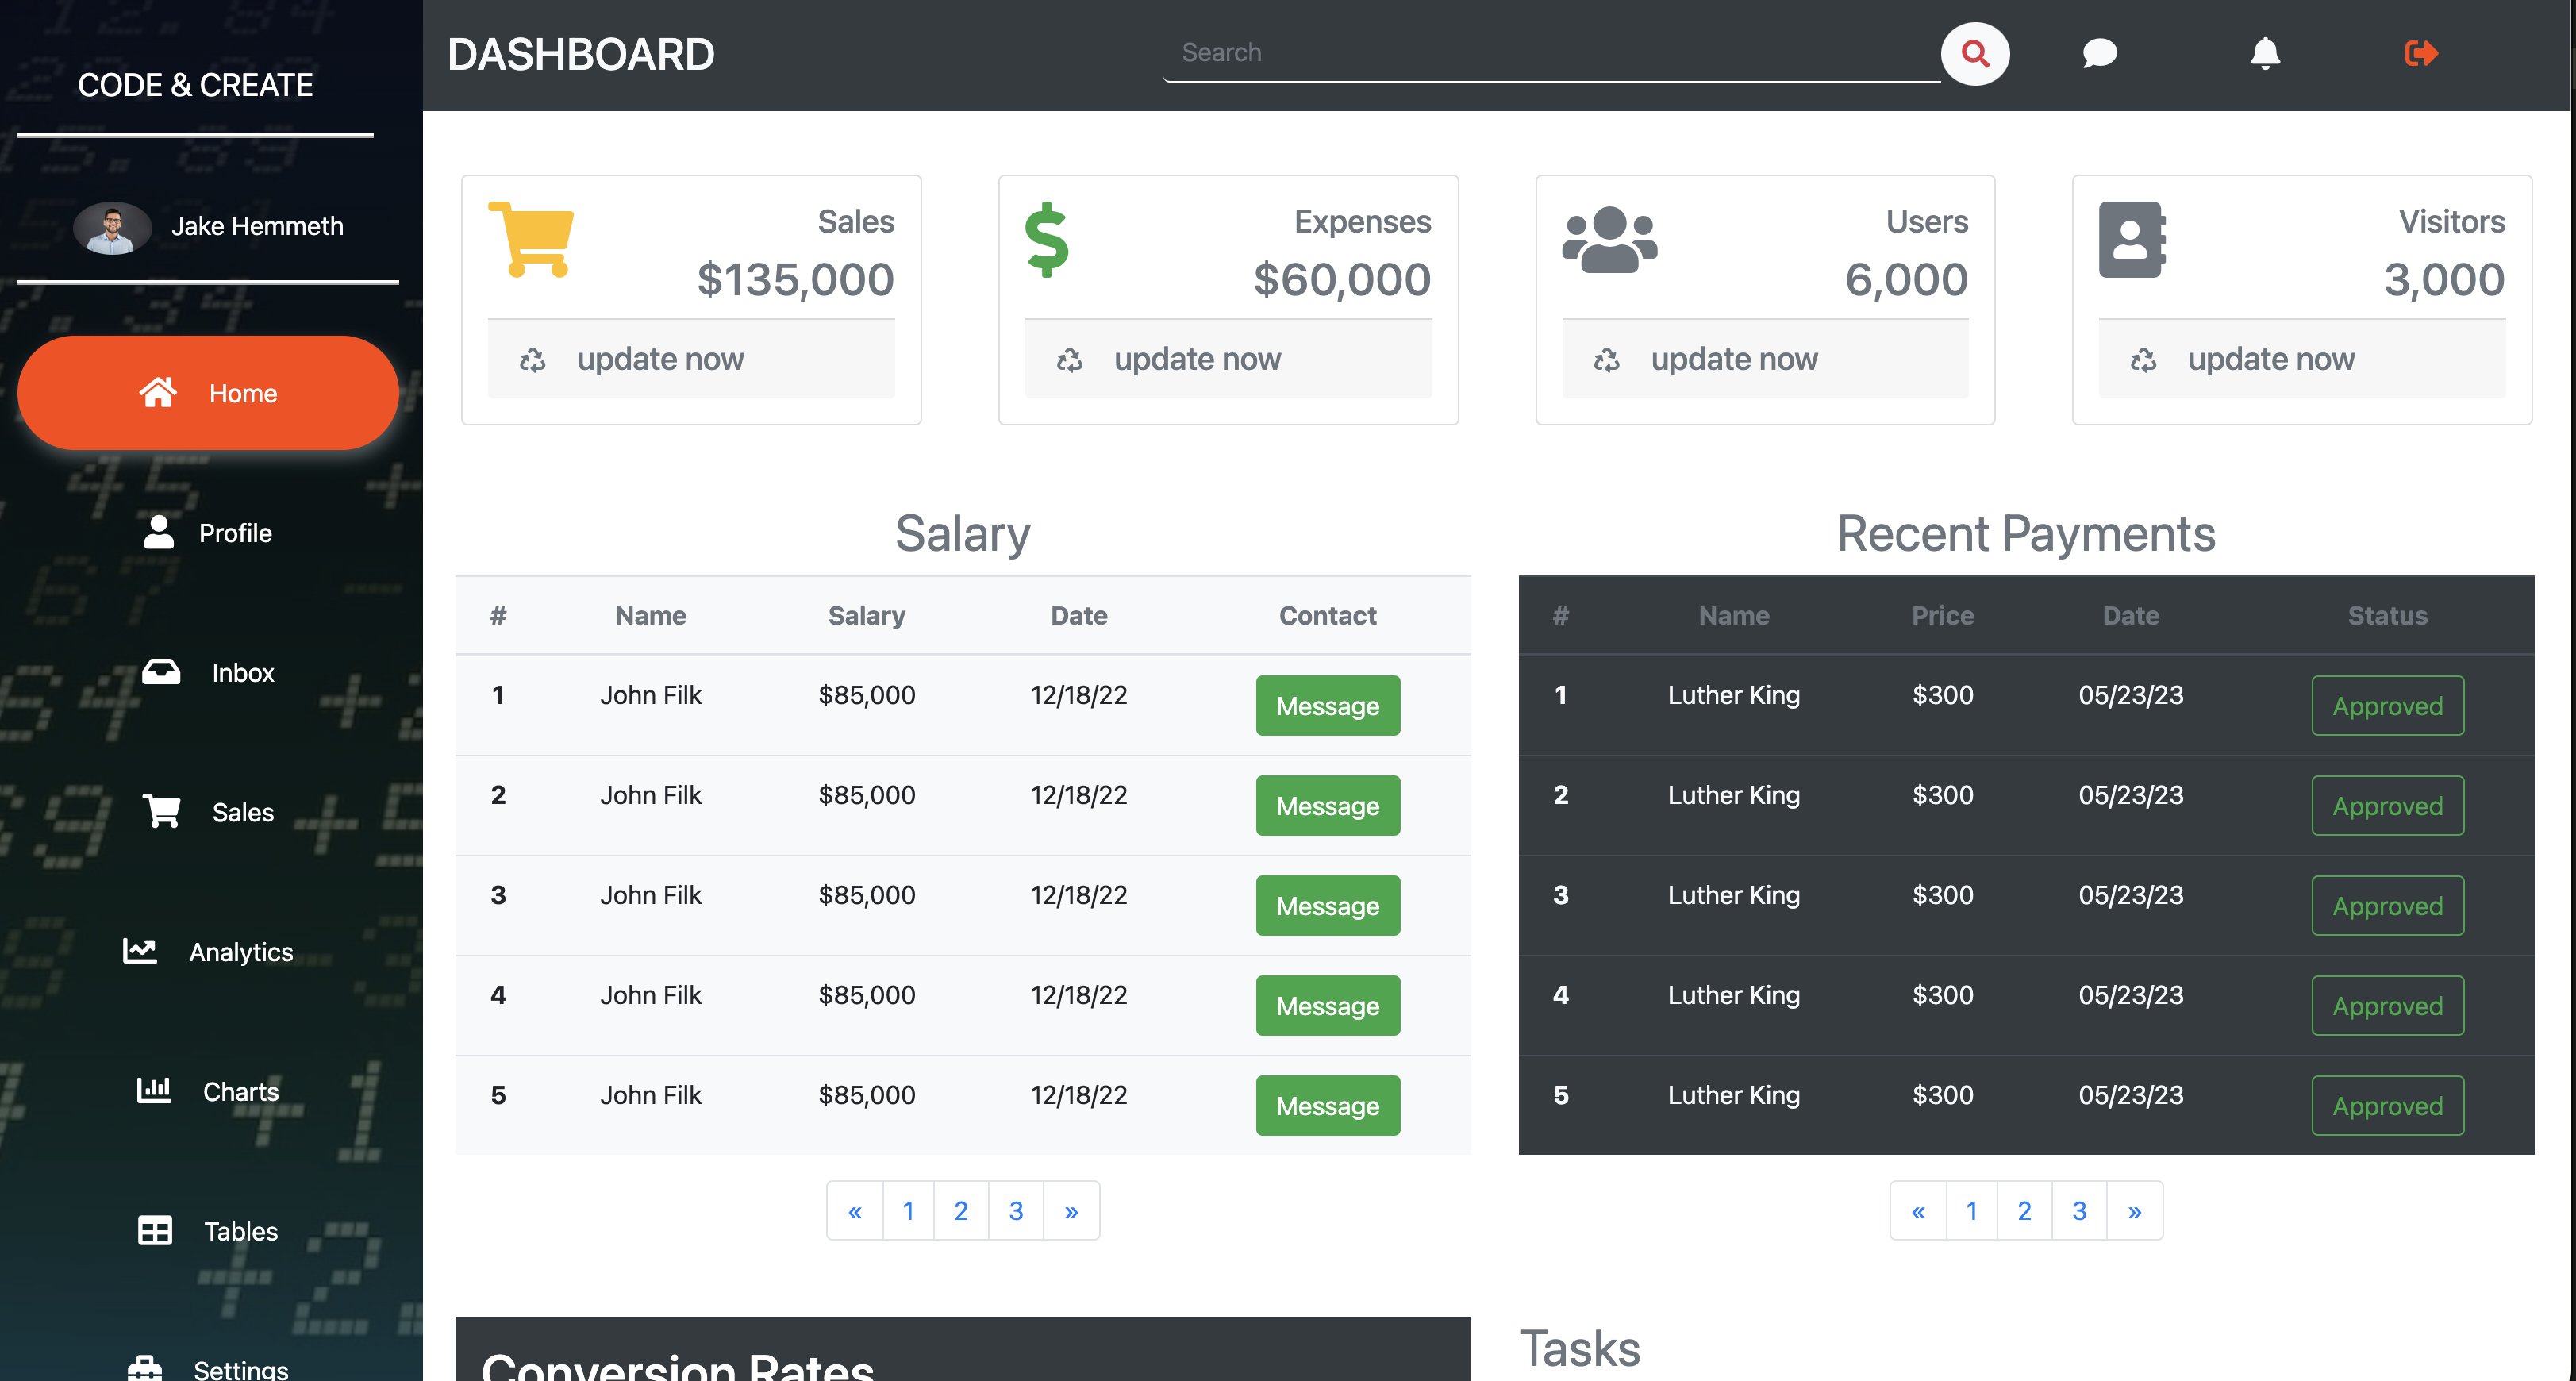 CODE & CREATE
Jake Hemmeth
Home
Profile
Inbox
Sales
Analytics
Charts
Tables
Settings
DASHBOARD
Search
Sales
$135,000
update now
Expenses
$60,000
update now
Users
6,000
update now
Visitors
3,000
update now
Salary
# Name Salary Date Contact
1 John Filk $85,000 12/18/22 Message
2 John Filk $85,000 12/18/22 Message
3 John Filk $85,000 12/18/22 Message
4 John Filk $85,000 12/18/22 Message
5 John Filk $85,000 12/18/22 Message
« 1 2 3 »
Recent Payments
# Name Price Date Status
1 Luther King $300 05/23/23 Approved
2 Luther King $300 05/23/23 Approved
3 Luther King $300 05/23/23 Approved
4 Luther King $300 05/23/23 Approved
5 Luther King $300 05/23/23 Approved
« 1 2 3 »
Conversion Rates
Tasks